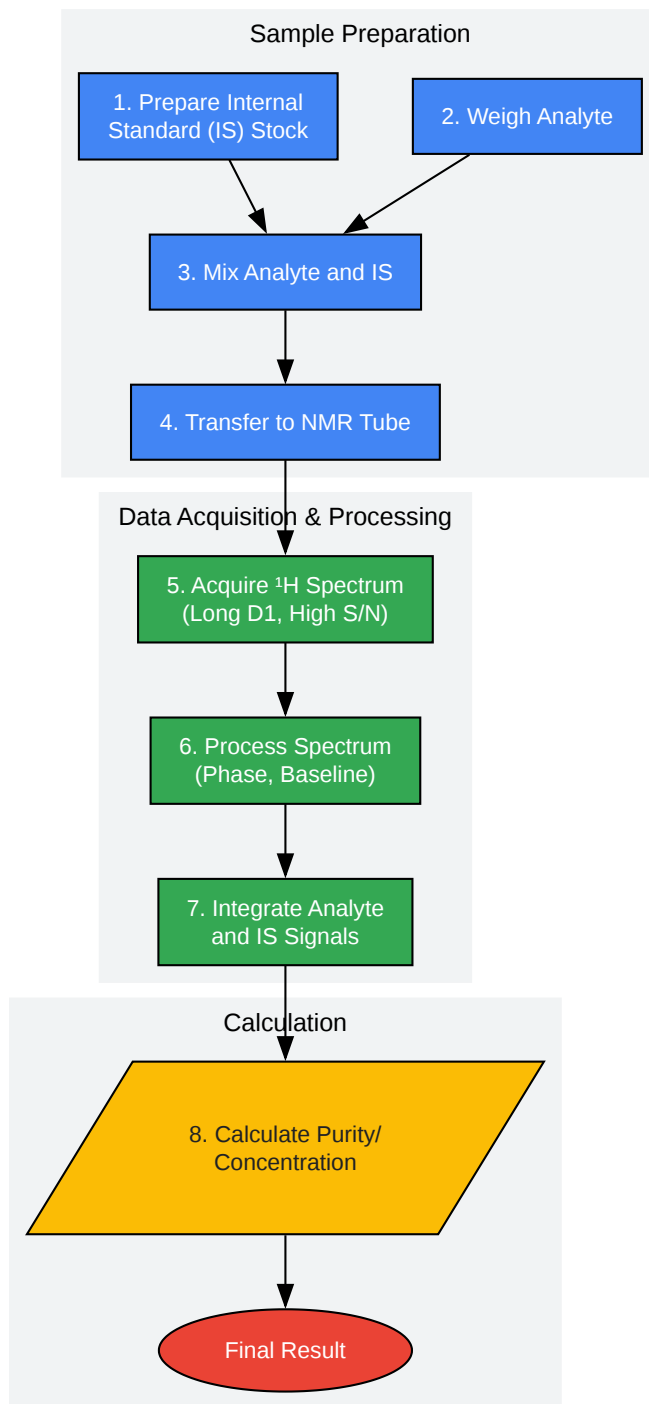 Sample Preparation
1. Prepare Internal
Standard (IS) Stock
2. Weigh Analyte
3. Mix Analyte and IS
4. Transfer to NMR Tube
Data Acquisition & Processing
5. Acquire ¹H Spectrum
(Long D1, High S/N)
6. Process Spectrum
(Phase, Baseline)
7. Integrate Analyte
and IS Signals
Calculation
8. Calculate Purity/
Concentration
Final Result